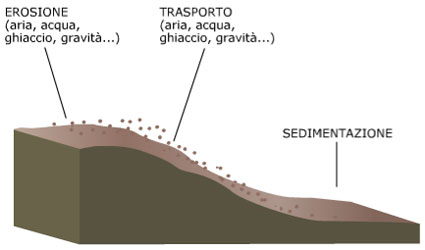 EROSIONE
(aria, acqua,
ghiaccio, gravità...)
TRASPORTO
(aria, acqua,
ghiaccio, gravità...)
SEDIMENTAZIONE